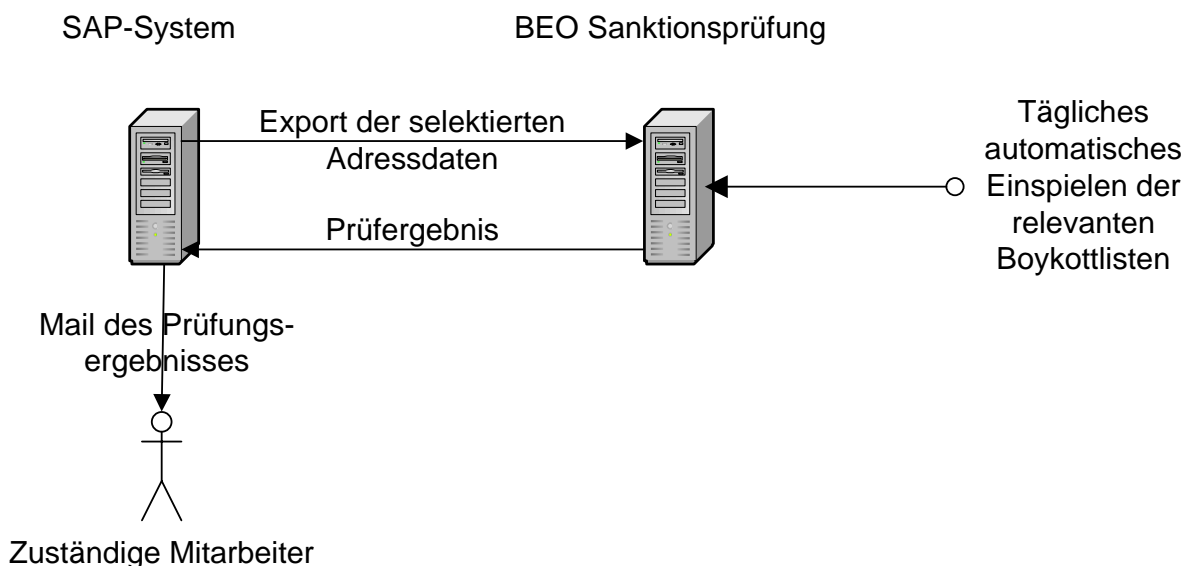 SAP-System
BEO Sanktionsprüfung
Export der selektierten
Adressdaten
Prüfergebnis
Tägliches
automatisches
Einspielen der
relevanten
Boykottlisten
Mail des Prüfungs-
ergebnisses
Zuständige Mitarbeiter